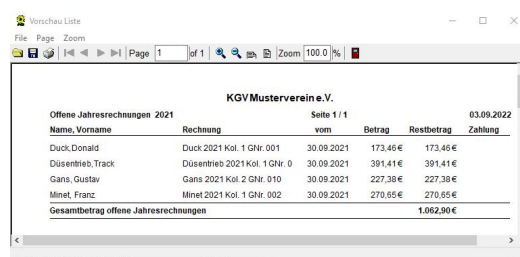 Vorschau Liste
File Page Zoom
Page 1 of 1 Zoom 100.0 %
KGV Musterverein e.V.
Offene Jahresrechnungen 2021 Seite 1 / 1 03.09.2022
Name, Vorname Rechnung vom Betrag Restbetrag Zahlung
Duck,Donald Duck 2021 Kol. 1 GNr. 001 30.09.2021 173,46 € 173,46 €
Düsentrieb,Track Düsentrieb 2021 Kol. 1 GNr. 0 30.09.2021 391,41 € 391,41 €
Gans, Gustav Gans 2021 Kol. 2 GNr. 010 30.09.2021 227,38 € 227,38 €
Minet, Franz Minet 2021 Kol. 1 GNr. 002 30.09.2021 270,65 € 270,65 €
Gesamtbetrag offene Jahresrechnungen 1.062,90 €